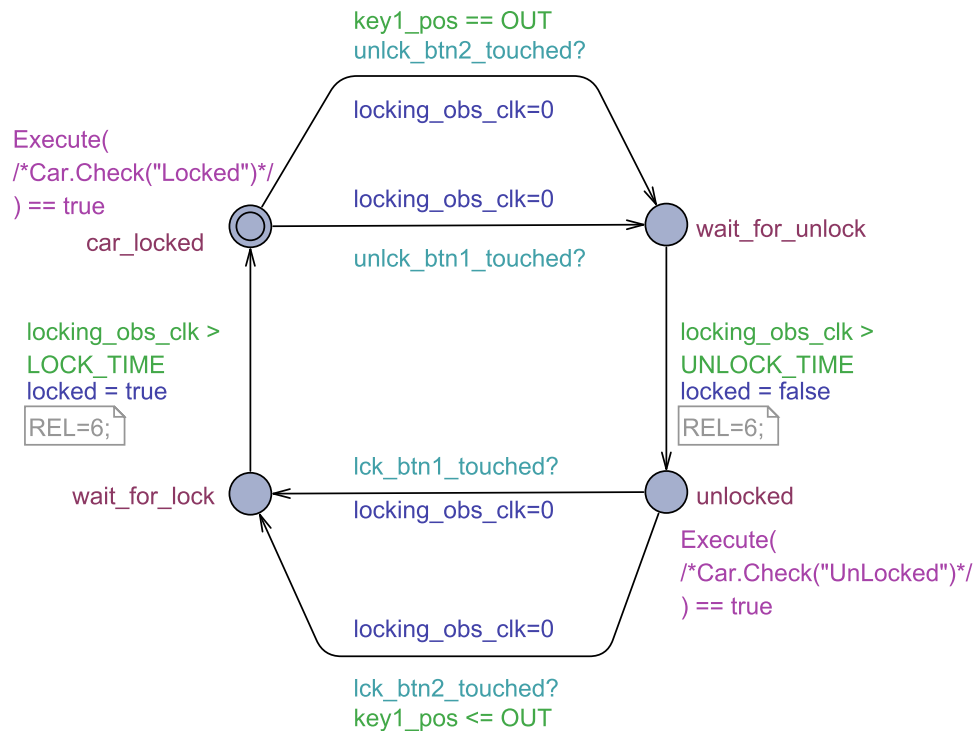 key1_pos == OUT
unlck_btn2_touched?
locking_obs_clk=0
Execute(
/*Car.Check("Locked")*/
) == true
car_locked
locking_obs_clk=0
unlck_btn1_touched?
wait_for_unlock
locking_obs_clk >
LOCK_TIME
locked = true
REL=6;
locking_obs_clk >
UNLOCK_TIME
locked = false
REL=6;
wait_for_lock
lck_btn1_touched?
locking_obs_clk=0
unlocked
Execute(
/*Car.Check("UnLocked")*/
) == true
locking_obs_clk=0
lck_btn2_touched?
key1_pos <= OUT